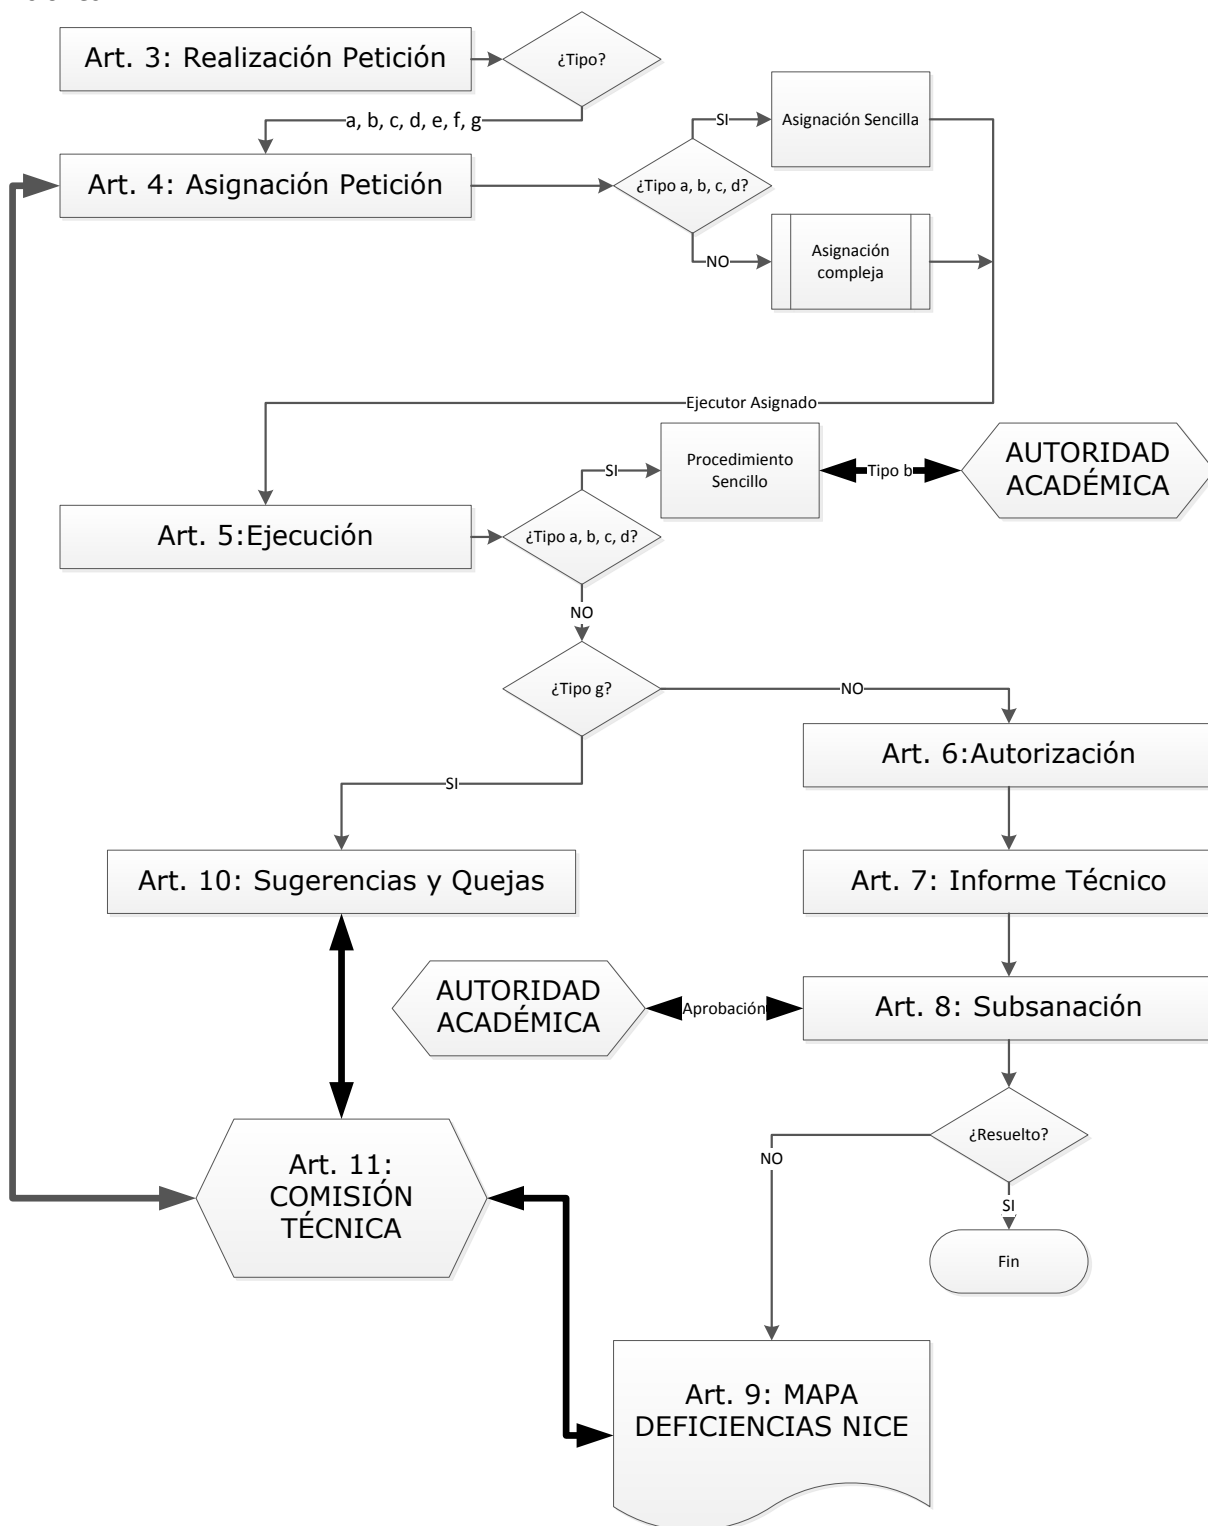 Art. 3: Realización Petición
¿Tipo?
a, b, c, d, e, f, g
SI
Asignación Sencilla
Art. 4: Asignación Petición
¿Tipo a, b, c, d?
NO
Asignación
compleja
Ejecutor Asignado
SI
Procedimiento
Sencillo
Tipo b
AUTORIDAD
ACADÉMICA
Art. 5:Ejecución
¿Tipo a, b, c, d?
NO
¿Tipo g?
NO
Art. 6:Autorización
SI
Art. 10: Sugerencias y Quejas
Art. 7: Informe Técnico
AUTORIDAD
ACADÉMICA
Aprobación
Art. 8: Subsanación
¿Resuelto?
NO
SI
Fin
Art. 11:
COMISIÓN
TÉCNICA
Art. 9: MAPA
DEFICIENCIAS NICE